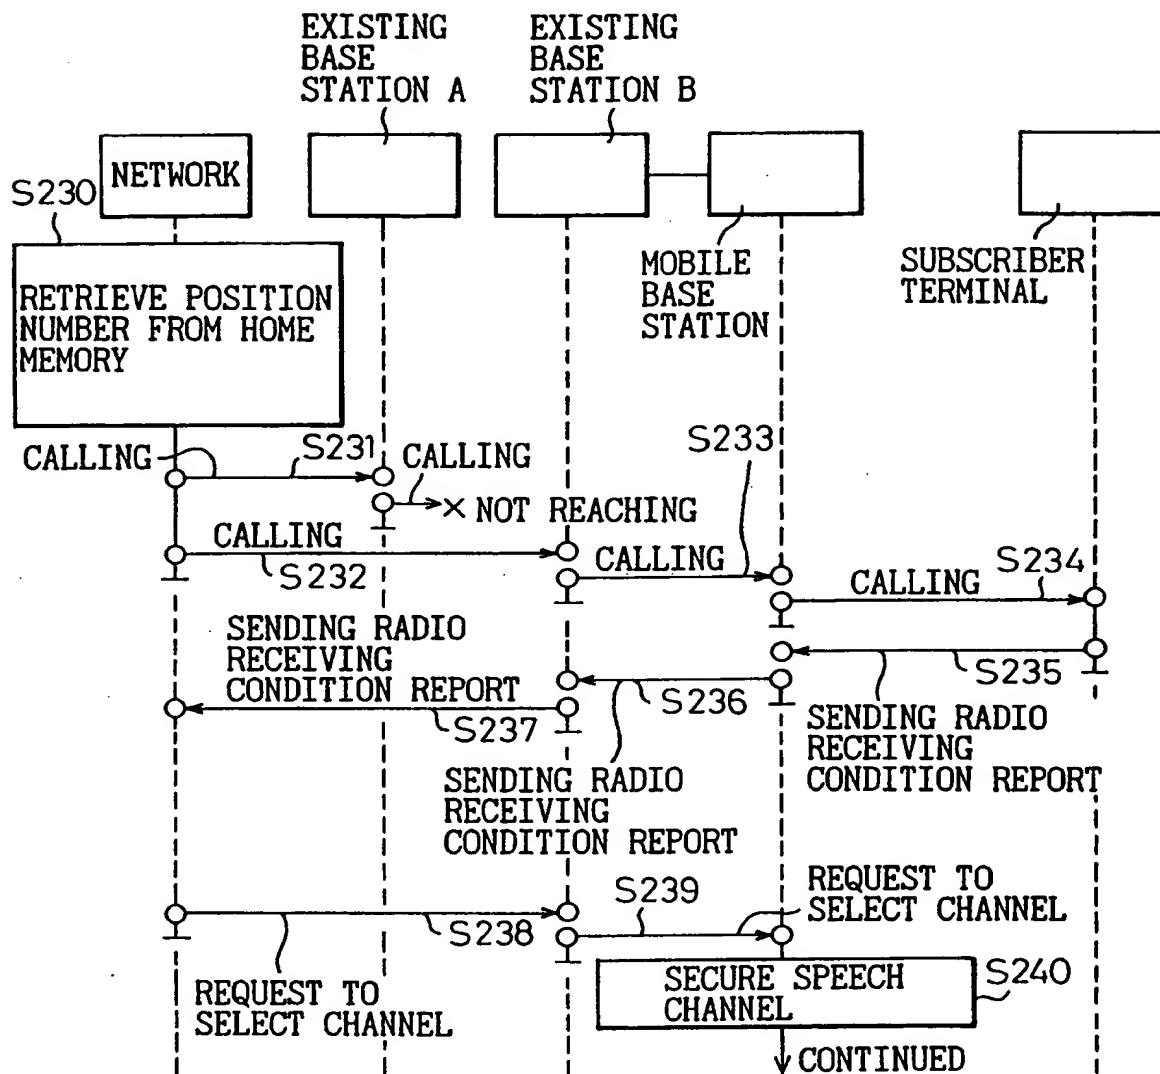 EXISTING
BASE
STATION A
EXISTING
BASE
STATION B
NETWORK
S230
MOBILE
BASE
STATION
SUBSCRIBER
TERMINAL
RETRIEVE POSITION
NUMBER FROM HOME
MEMORY
CALLING
S231
CALLING
× NOT REACHING
S233
CALLING
S232
CALLING
CALLING
S234
SENDING RADIO
RECEIVING
CONDITION REPORT
S237
S236
S235
SENDING RADIO
RECEIVING
CONDITION REPORT
SENDING RADIO
RECEIVING
CONDITION REPORT
S238
S239
REQUEST TO
SELECT CHANNEL
REQUEST TO
SELECT CHANNEL
SECURE SPEECH
CHANNEL
S240
CONTINUED